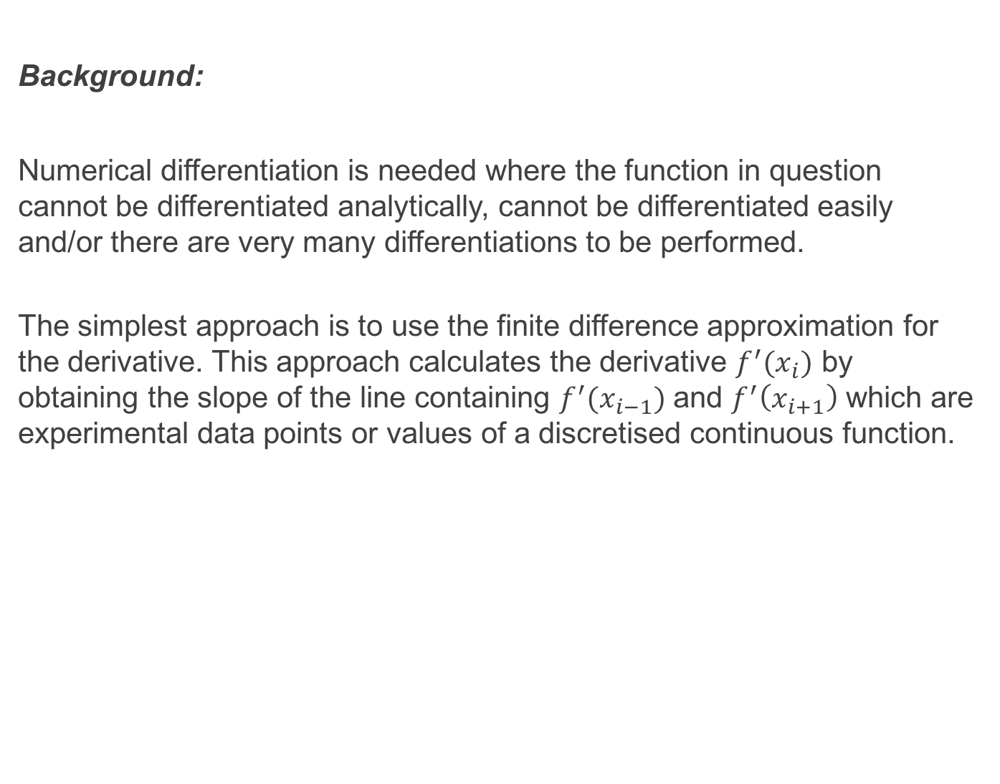 Background:
Numerical differentiation is needed where the function in question
cannot be differentiated analytically, cannot be differentiated easily
and/or there are very many differentiations to be performed.
The simplest approach is to use the finite difference approximation for
the derivative. This approach calculates the derivative 𝑓′(𝑥ᵢ) by
obtaining the slope of the line containing 𝑓′(𝑥ᵢ₋₁) and 𝑓′(𝑥ᵢ₊₁) which are
experimental data points or values of a discretised continuous function.